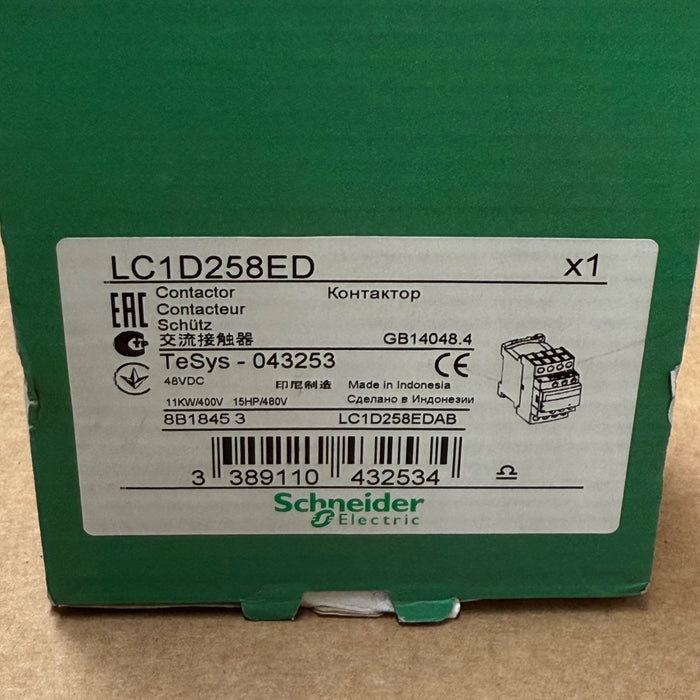 LC1D258ED x1
EAC Contactor Контактор
Contacteur
Schütz
交流接触器 GB14048.4
TeSys - 043253 CE
48VDC 印尼制造 Made in Indonesia
11KW/400V 15HP/480V Сделано в Индонезии
8B1845 3 LC1D258EDAB
3 389110 432534
Schneider
Electric